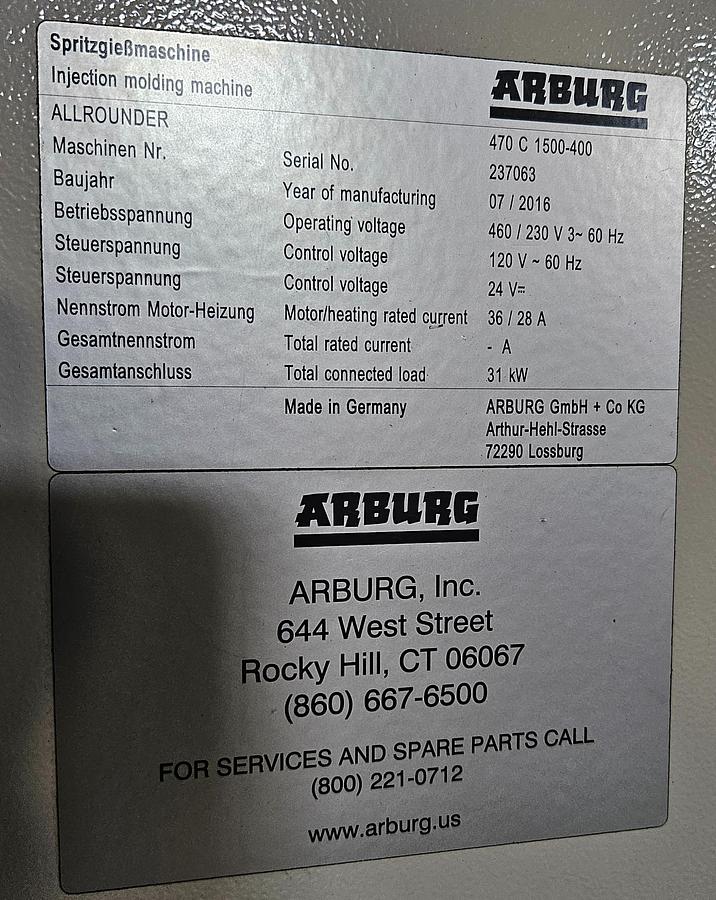 Spritzgießmaschine
Injection molding machine
ARBURG
ALLROUNDER 470 C 1500-400
Maschinen Nr. Serial No. 237063
Baujahr Year of manufacturing 07 / 2016
Betriebsspannung Operating voltage 460 / 230 V 3~ 60 Hz
Steuerspannung Control voltage 120 V ~ 60 Hz
Steuerspannung Control voltage 24 V⎓
Nennstrom Motor-Heizung Motor/heating rated current 36 / 28 A
Gesamtnennstrom Total rated current - A
Gesamtanschluss Total connected load 31 kW
Made in Germany ARBURG GmbH + Co KG
Arthur-Hehl-Strasse
72290 Lossburg
ARBURG
ARBURG, Inc.
644 West Street
Rocky Hill, CT 06067
(860) 667-6500
FOR SERVICES AND SPARE PARTS CALL
(800) 221-0712
www.arburg.us